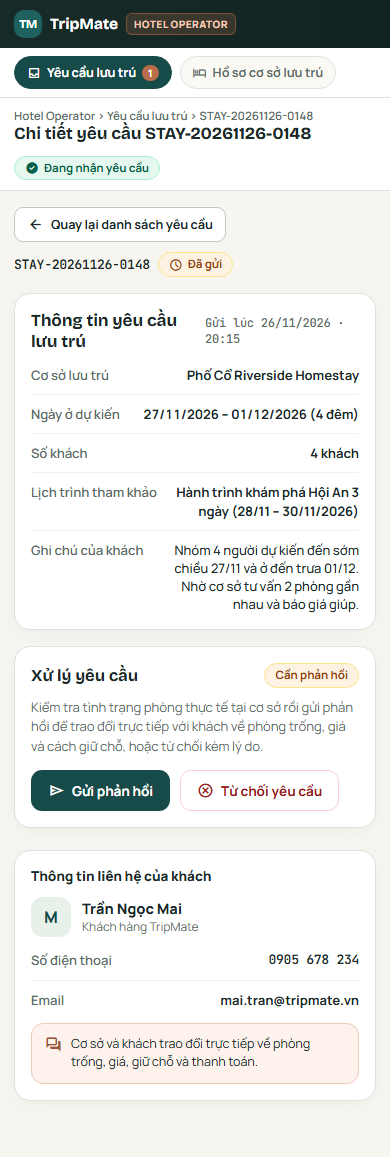 TM TripMate HOTEL OPERATOR
Yêu cầu lưu trú 1 Hồ sơ cơ sở lưu trú
Hotel Operator › Yêu cầu lưu trú › STAY-20261126-0148
Chi tiết yêu cầu STAY-20261126-0148
Đang nhận yêu cầu
Quay lại danh sách yêu cầu
STAY-20261126-0148 Đã gửi
Thông tin yêu cầu lưu trú
Gửi lúc 26/11/2026 · 20:15
Cơ sở lưu trú Phố Cổ Riverside Homestay
Ngày ở dự kiến 27/11/2026 – 01/12/2026 (4 đêm)
Số khách 4 khách
Lịch trình tham khảo Hành trình khám phá Hội An 3
ngày (28/11 – 30/11/2026)
Ghi chú của khách Nhóm 4 người dự kiến đến sớm
chiều 27/11 và ở đến trưa 01/12.
Nhờ cơ sở tư vấn 2 phòng gần
nhau và báo giá giúp.
Xử lý yêu cầu Cần phản hồi
Kiểm tra tình trạng phòng thực tế tại cơ sở rồi gửi phản
hồi để trao đổi trực tiếp với khách về phòng trống, giá
và cách giữ chỗ, hoặc từ chối kèm lý do.
Gửi phản hồi Từ chối yêu cầu
Thông tin liên hệ của khách
M Trần Ngọc Mai
Khách hàng TripMate
Số điện thoại 0905 678 234
Email mai.tran@tripmate.vn
Cơ sở và khách trao đổi trực tiếp về phòng
trống, giá, giữ chỗ và thanh toán.